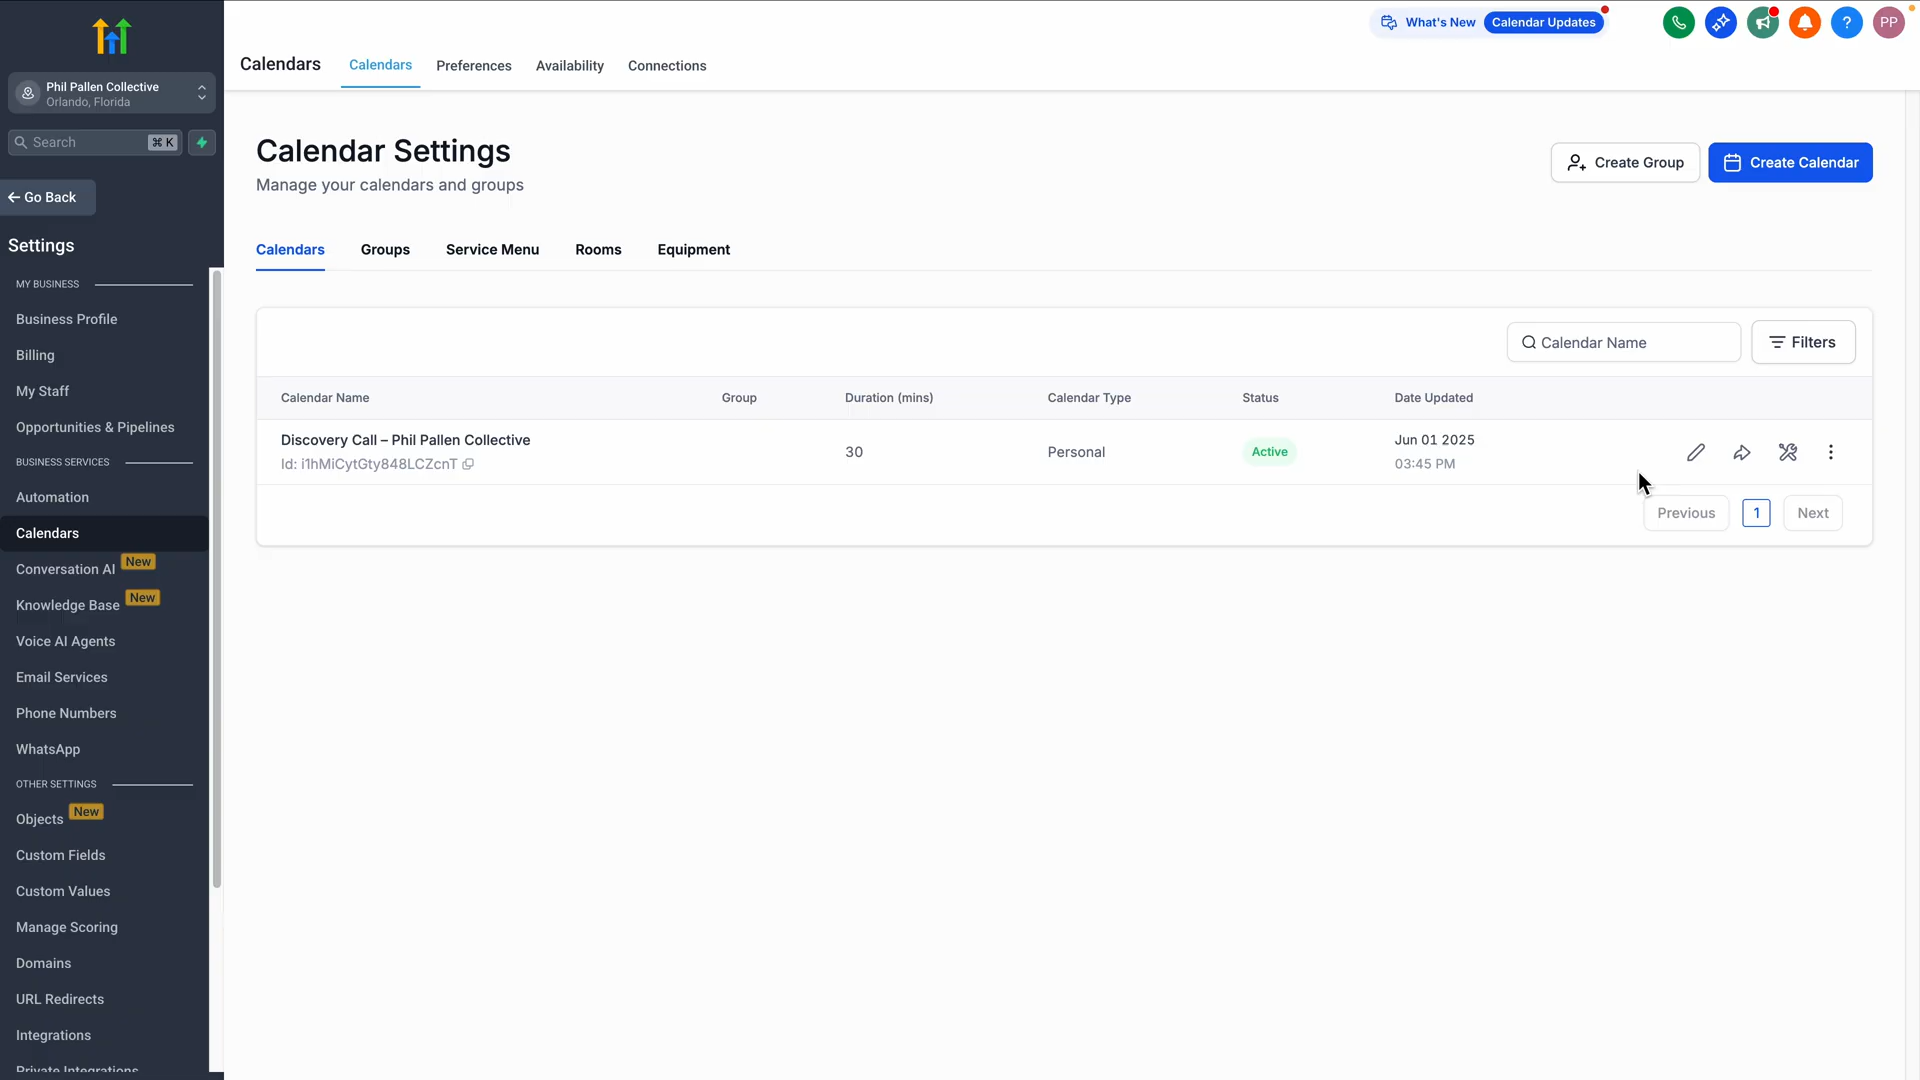 What's New
Calendar Updates
?
PP
Calendars
Calendars
Preferences
Availability
Connections
Phil Pallen Collective
Orlando, Florida
Search
⌘ K
Go Back
Settings
MY BUSINESS
Business Profile
Billing
My Staff
Opportunities & Pipelines
BUSINESS SERVICES
Automation
Calendars
Conversation AI
New
Knowledge Base
New
Voice AI Agents
Email Services
Phone Numbers
WhatsApp
OTHER SETTINGS
Objects
New
Custom Fields
Custom Values
Manage Scoring
Domains
URL Redirects
Integrations
Private Integrations
Calendar Settings
Manage your calendars and groups
Create Group
Create Calendar
Calendars
Groups
Service Menu
Rooms
Equipment
Calendar Name
Filters
Calendar Name
Group
Duration (mins)
Calendar Type
Status
Date Updated
Discovery Call – Phil Pallen Collective
Id: i1hMiCytGty848LCZcnT
30
Personal
Active
Jun 01 2025
03:45 PM
Previous
1
Next